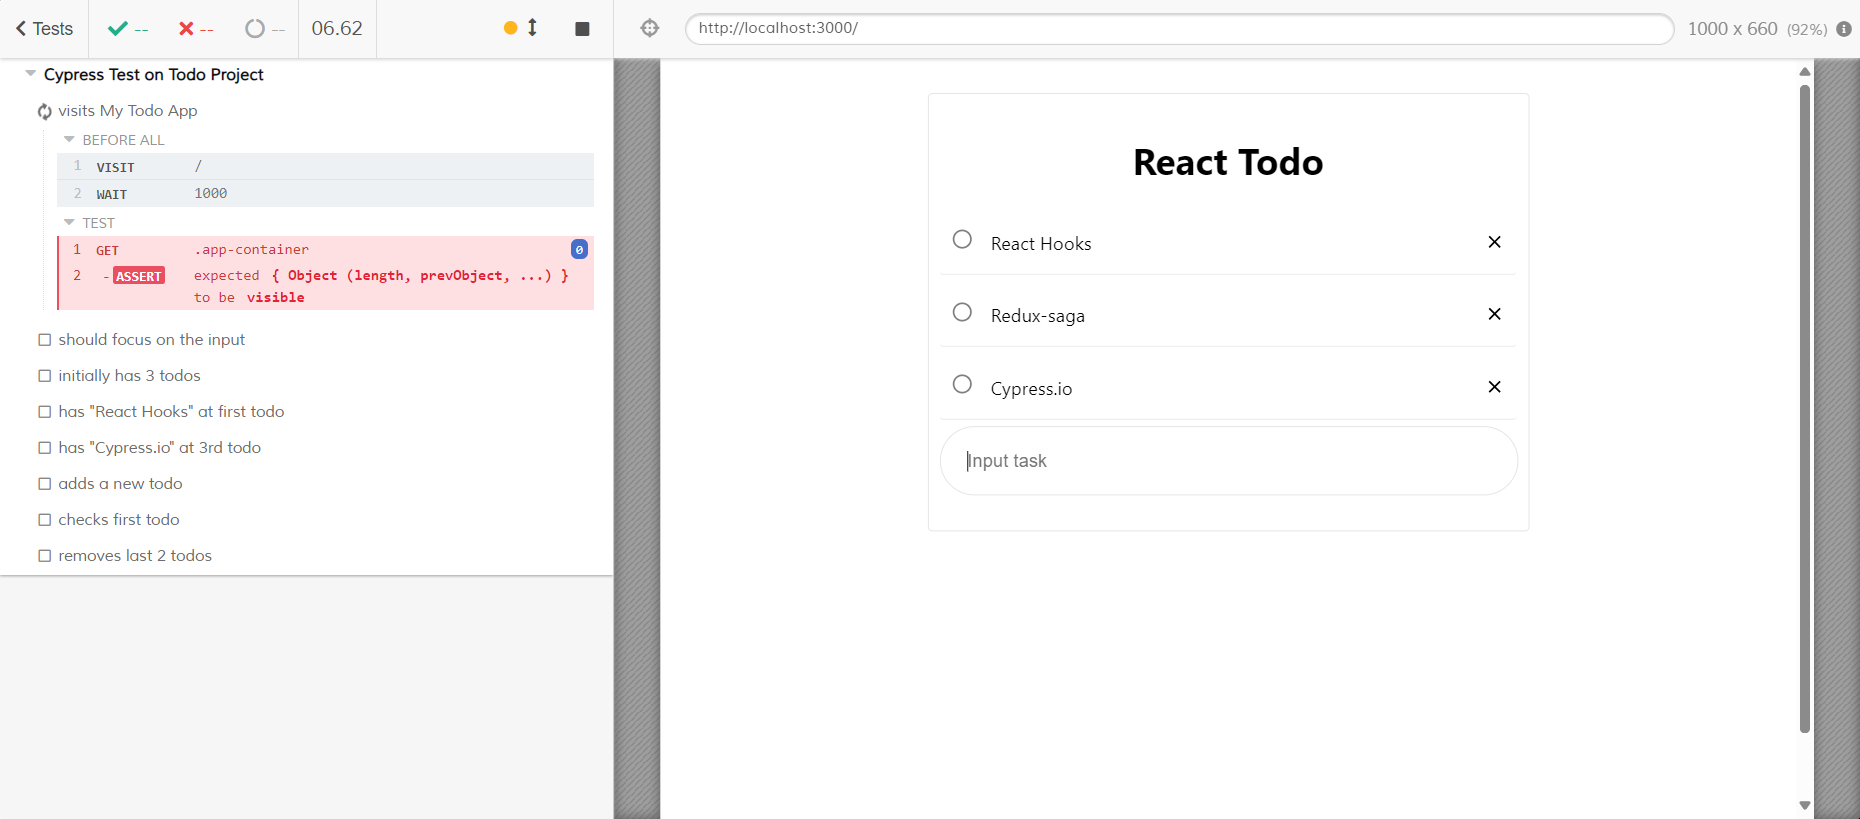 Tests -- -- -- 06.62
http://localhost:3000/ 1000 x 660 (92%)
Cypress Test on Todo Project
visits My Todo App
BEFORE ALL
1 VISIT /
2 WAIT 1000
TEST
1 GET .app-container 0
2 -ASSERT expected { Object (length, prevObject, ...) }
to be visible
should focus on the input
initially has 3 todos
has "React Hooks" at first todo
has "Cypress.io" at 3rd todo
adds a new todo
checks first todo
removes last 2 todos
React Todo
React Hooks
Redux-saga
Cypress.io
Input task